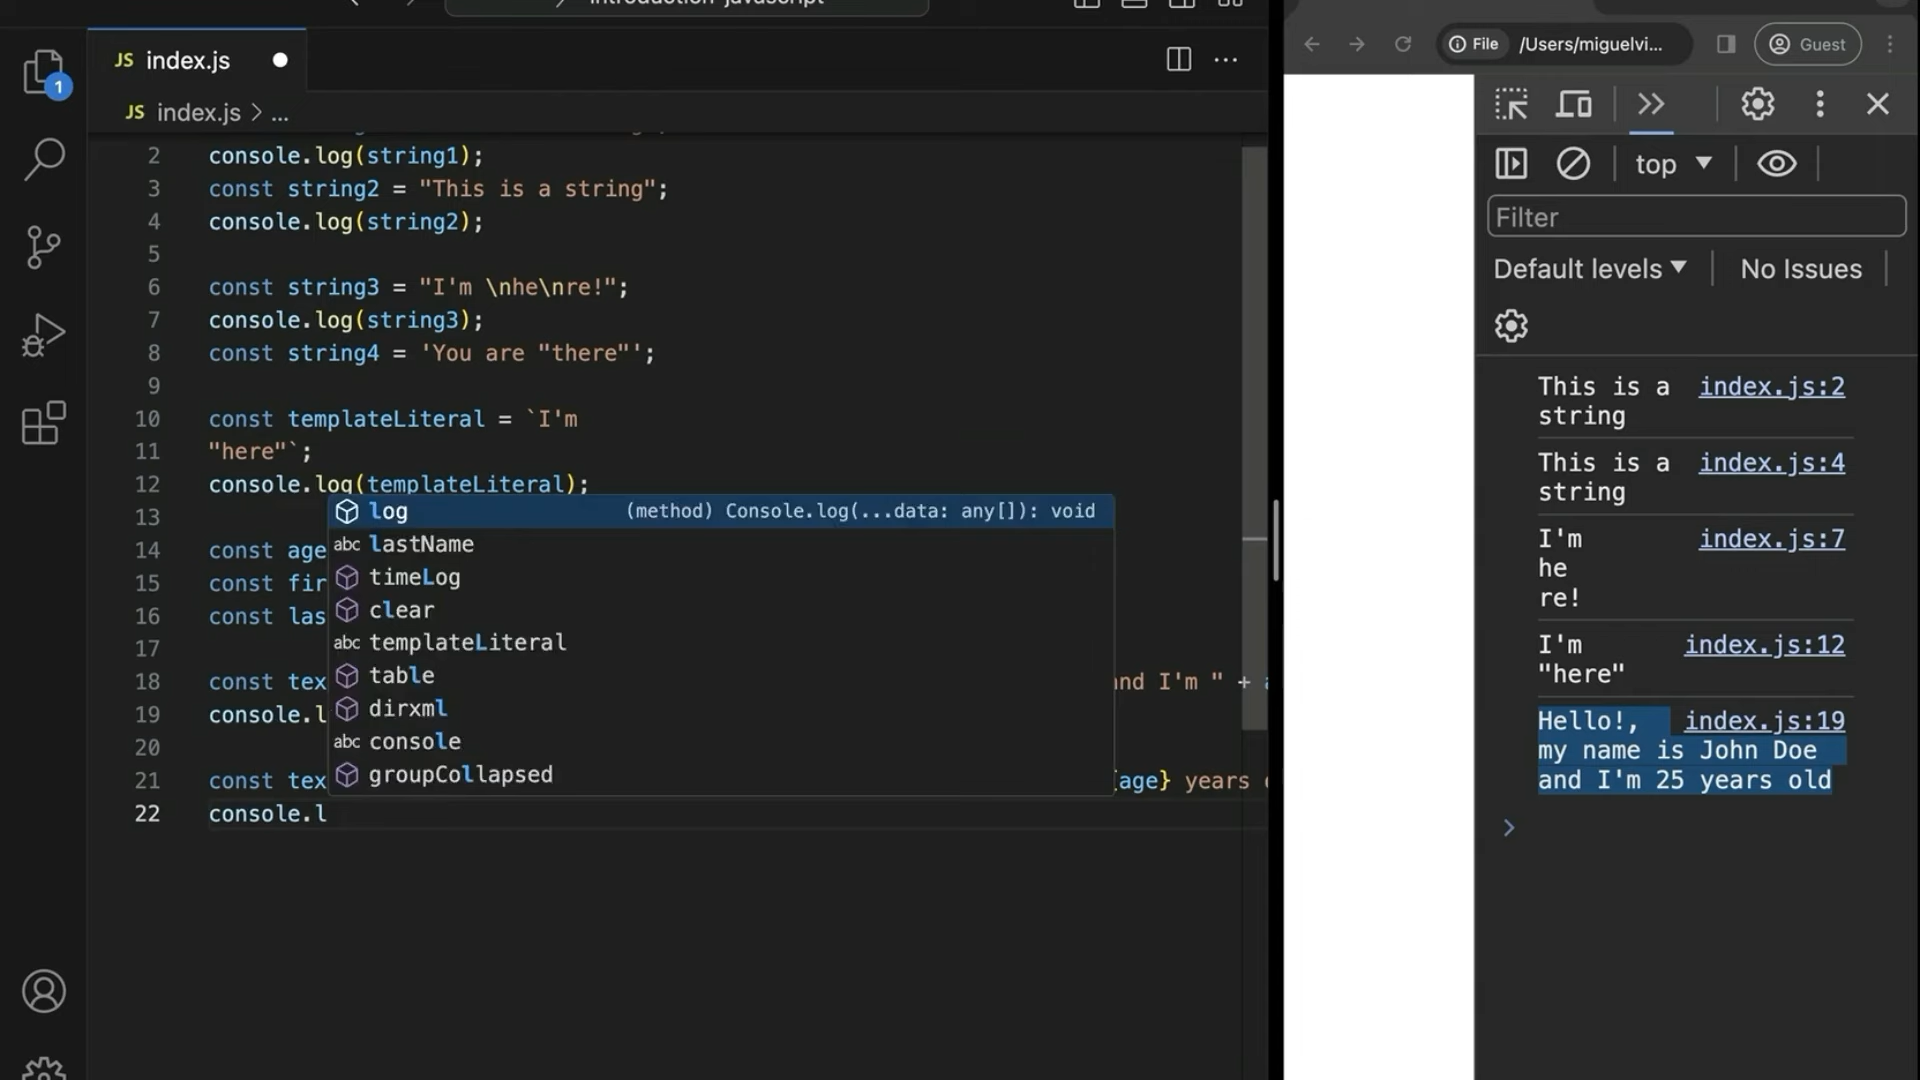 introduction-javascript
JS index.js
1
JS index.js > ...
2 console.log(string1);
3 const string2 = "This is a string";
4 console.log(string2);
5
6 const string3 = "I'm \nhe\nre!";
7 console.log(string3);
8 const string4 = 'You are "there"';
9
10 const templateLiteral = `I'm
11 "here"`;
12 console.log(templateLiteral);
13
14 const age
15 const fir
16 const las
17
18 const tex and I'm " +
19 console.l
20
21 const tex {age} years
22 console.l
log (method) Console.log(...data: any[]): void
abc lastName
timeLog
clear
abc templateLiteral
table
dirxml
abc console
groupCollapsed
File /Users/miguelvi... Guest
top
Filter
Default levels No Issues
This is a index.js:2
string
This is a index.js:4
string
I'm index.js:7
he
re!
I'm index.js:12
"here"
Hello!, index.js:19
my name is John Doe
and I'm 25 years old